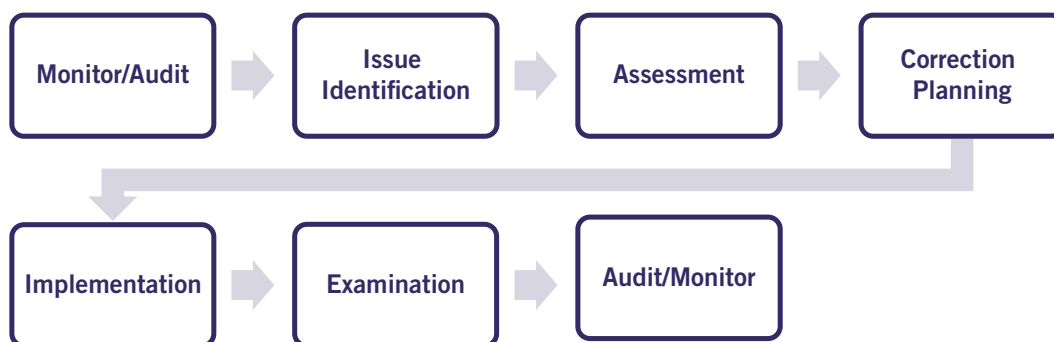 Monitor/Audit
Issue
Identification
Assessment
Correction
Planning
Implementation
Examination
Audit/Monitor